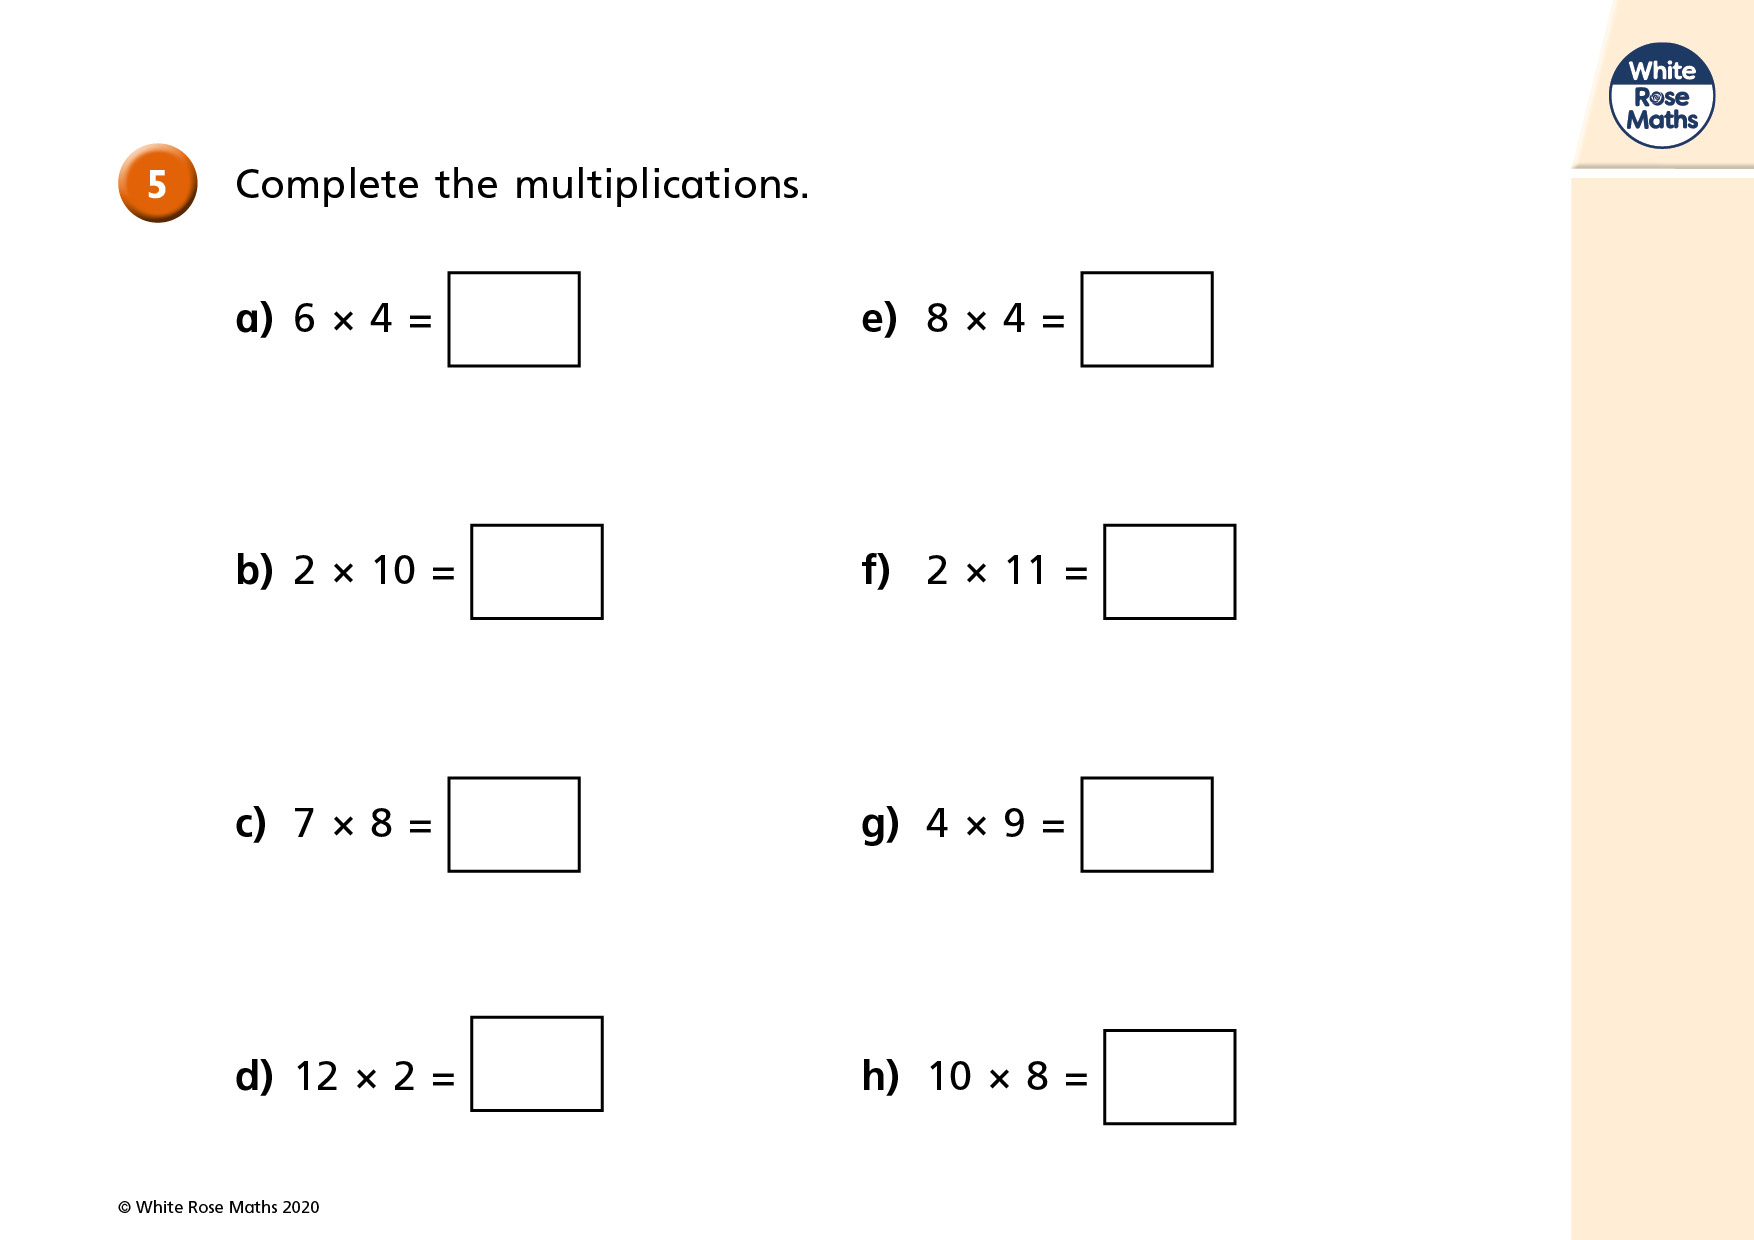 White
Rose
Maths
5 Complete the multiplications.
a) 6 × 4 =
b) 2 × 10 =
c) 7 × 8 =
d) 12 × 2 =
e) 8 × 4 =
f) 2 × 11 =
g) 4 × 9 =
h) 10 × 8 =
© White Rose Maths 2020